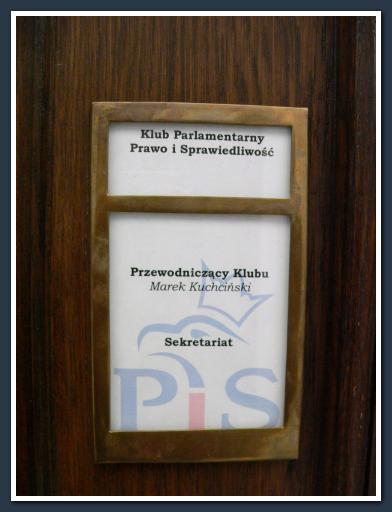 Klub Parlamentarny
Prawo i Sprawiedliwość
Przewodniczący Klubu
Marek Kuchciński
Sekretariat
PiS